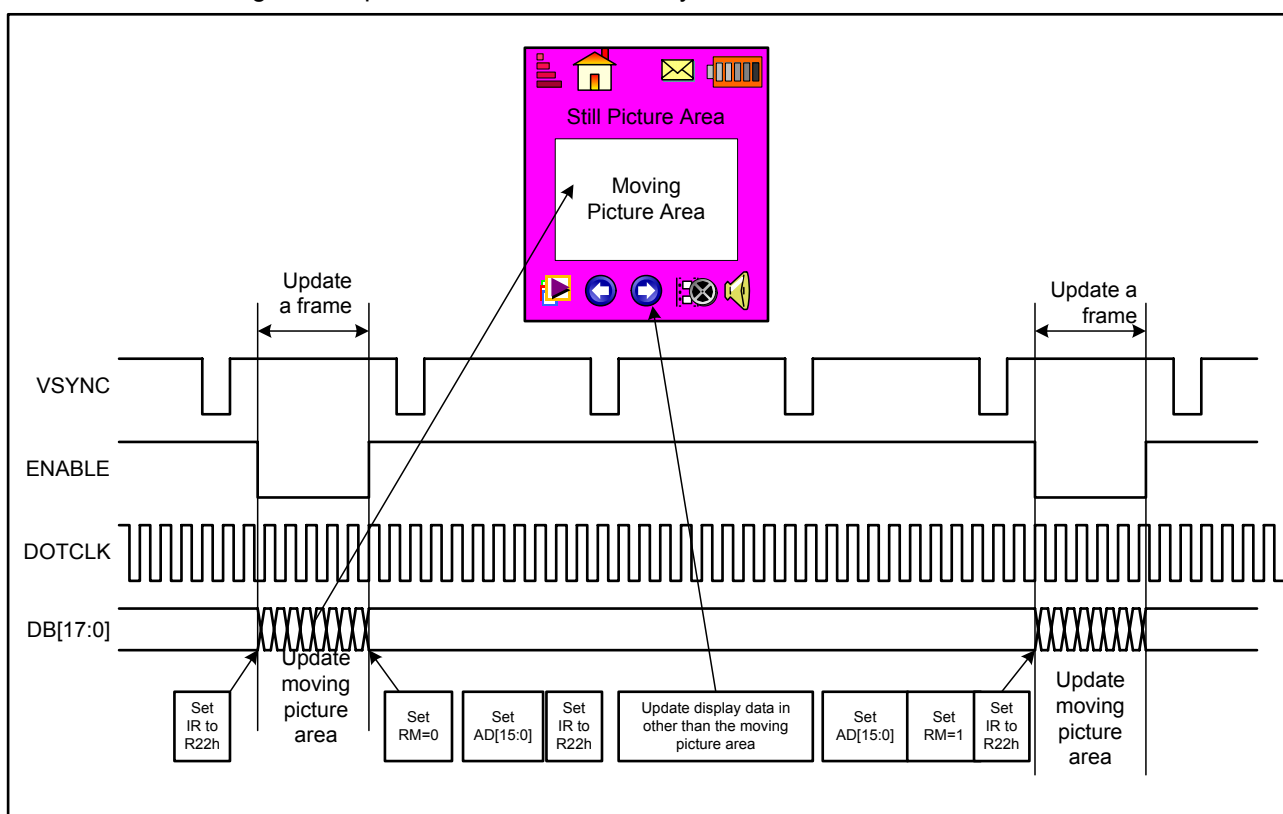 Still Picture Area
Moving
Picture Area
Update
a frame
Update a
frame
VSYNC
ENABLE
DOTCLK
DB[17:0]
Update
moving
picture
area
Set
IR to
R22h
Set
RM=0
Set
AD[15:0]
Set
IR to
R22h
Update display data in
other than the moving
picture area
Set
AD[15:0]
Set
RM=1
Set
IR to
R22h
Update
moving
picture
area